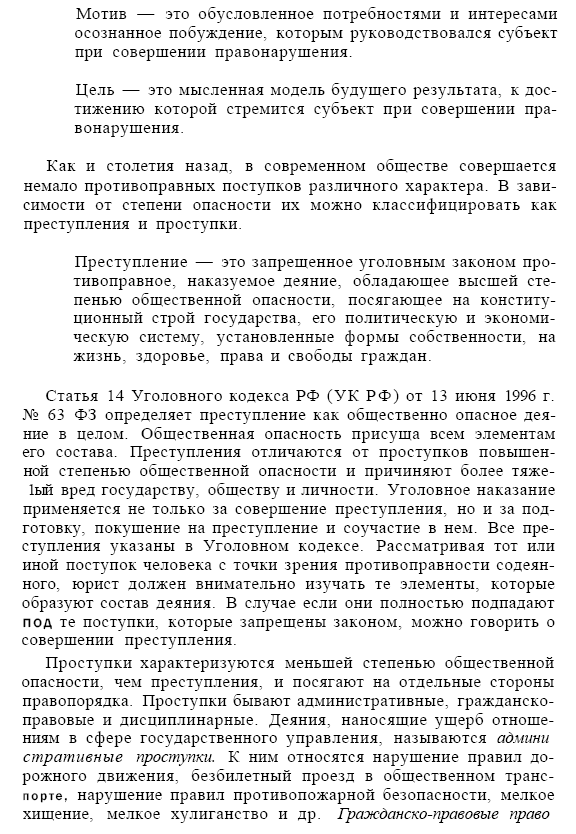 Мотив — это обусловленное потребностями и интересами
осознанное побуждение, которым руководствовался субъект
при совершении правонарушения.
Цель — это мысленная модель будущего результата, к дос-
тижению которой стремится субъект при совершении пра-
вонарушения.
Как и столетия назад, в современном обществе совершается
немало противоправных поступков различного характера. В зави-
симости от степени опасности их можно классифицировать как
преступления и проступки.
Преступление — это запрещенное уголовным законом про-
тивоправное, наказуемое деяние, обладающее высшей сте-
пенью общественной опасности, посягающее на конститу-
ционный строй государства, его политическую и экономи-
ческую систему, установленные формы собственности, на
жизнь, здоровье, права и свободы граждан.
Статья 14 Уголовного кодекса РФ (УК РФ) от 13 июня 1996 г.
№ 63 ФЗ определяет преступление как общественно опасное дея-
ние в целом. Общественная опасность присуща всем элементам
его состава. Преступления отличаются от проступков повышен-
ной степенью общественной опасности и причиняют более тяже-
1ый вред государству, обществу и личности. Уголовное наказание
применяется не только за совершение преступления, но и за под-
готовку, покушение на преступление и соучастие в нем. Все пре-
ступления указаны в Уголовном кодексе. Рассматривая тот или
иной поступок человека с точки зрения противоправности содеян-
ного, юрист должен внимательно изучать те элементы, которые
образуют состав деяния. В случае если они полностью подпадают
под те поступки, которые запрещены законом, можно говорить о
совершении преступления.
Проступки характеризуются меньшей степенью общественной
опасности, чем преступления, и посягают на отдельные стороны
правопорядка. Проступки бывают административные, гражданско-
правовые и дисциплинарные. Деяния, наносящие ущерб отноше-
ниям в сфере государственного управления, называются админи
стративные проступки. К ним относятся нарушение правил до-
рожного движения, безбилетный проезд в общественном транс-
порте, нарушение правил противопожарной безопасности, мелкое
хищение, мелкое хулиганство и др. Гражданско-правовые право